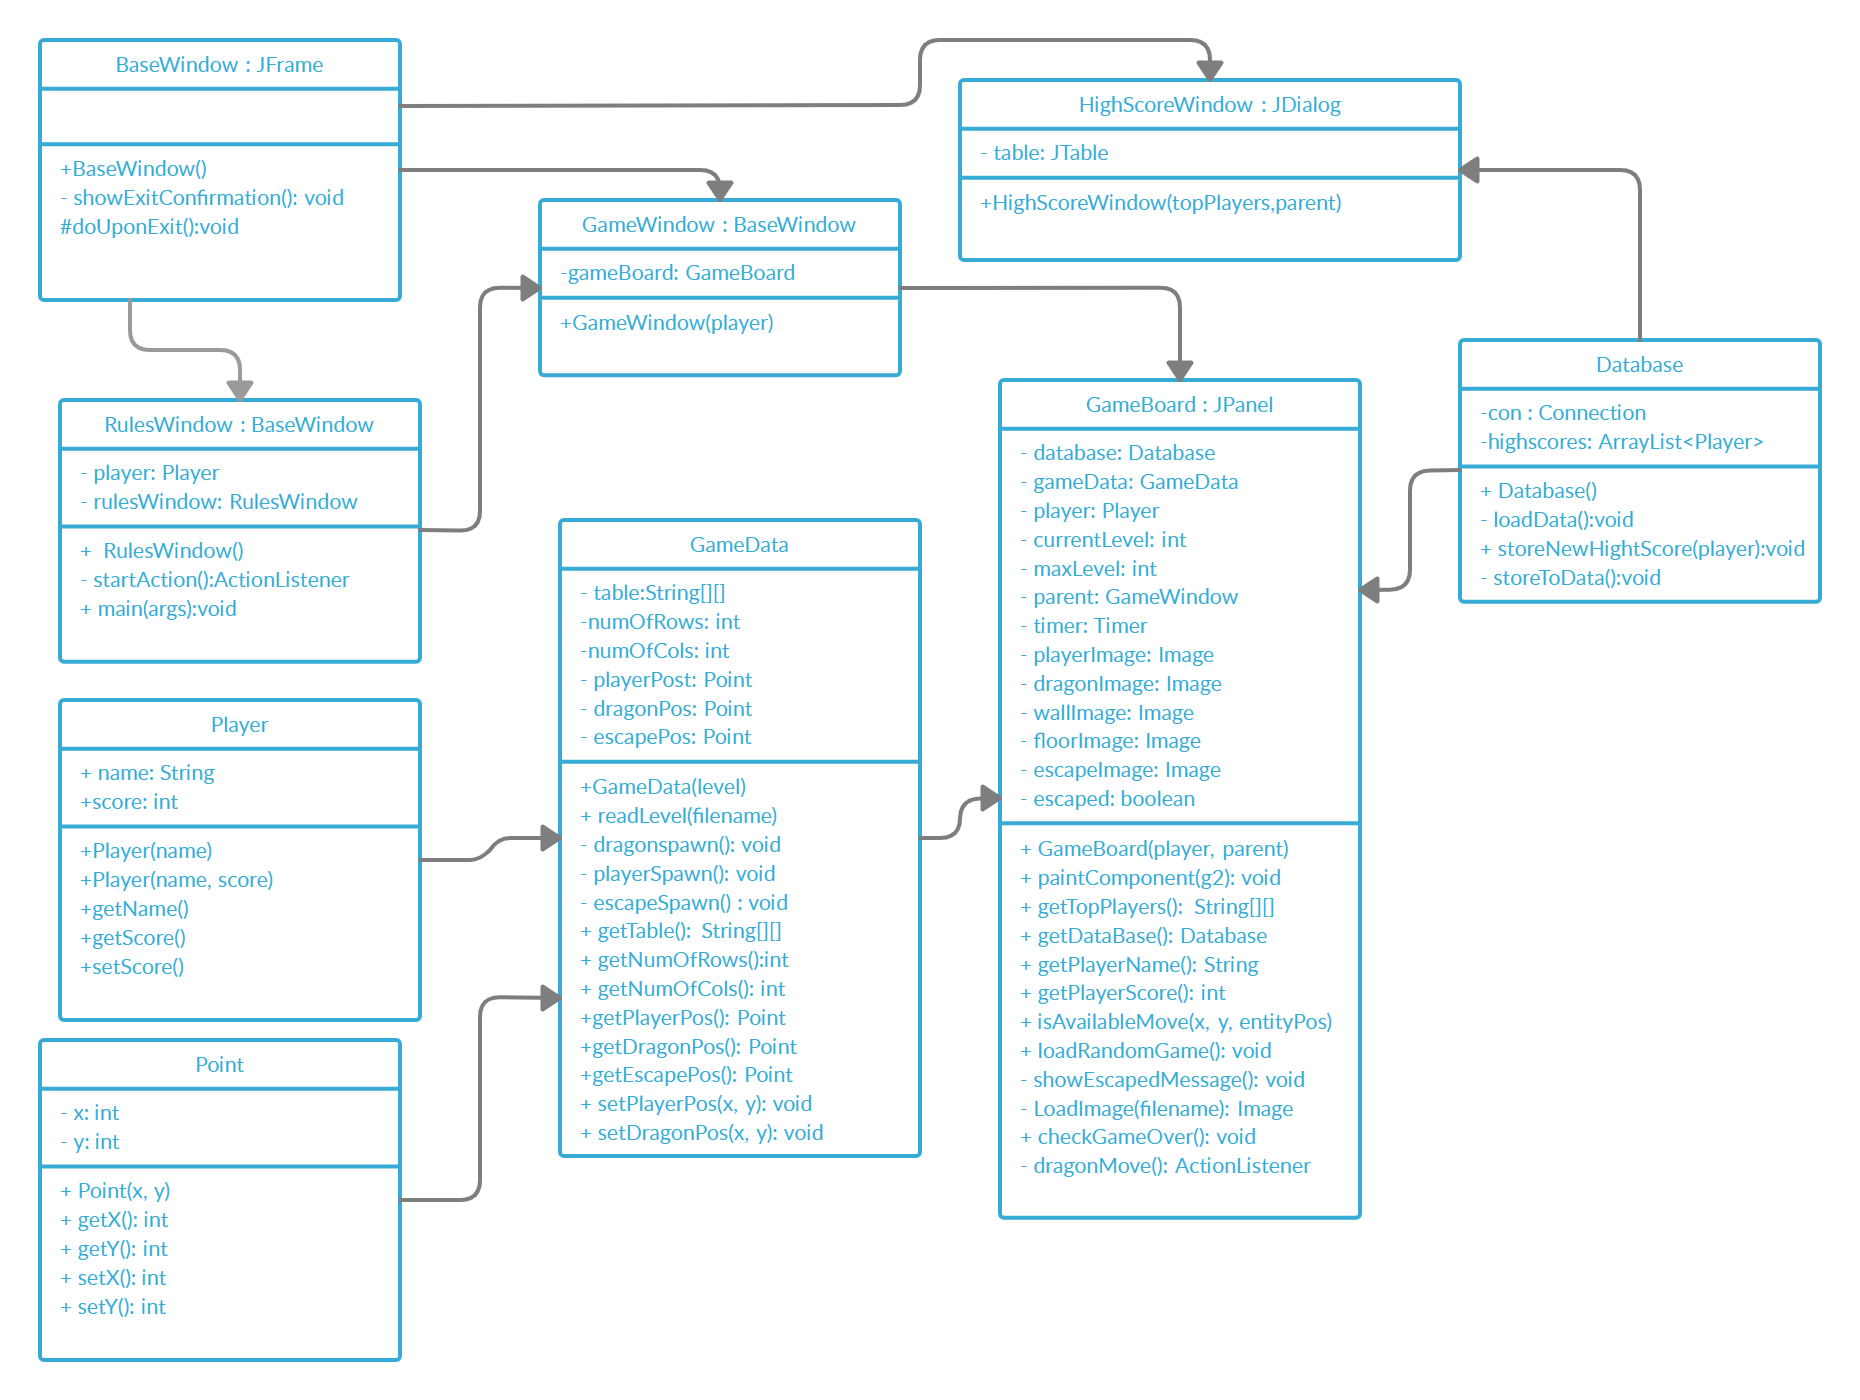 BaseWindow : JFrame
+BaseWindow()
- showExitConfirmation(): void
#doUponExit():void
HighScoreWindow : JDialog
- table: JTable
+HighScoreWindow(topPlayers,parent)
GameWindow : BaseWindow
-gameBoard: GameBoard
+GameWindow(player)
Database
-con : Connection
-highscores: ArrayList<Player>
+ Database()
- loadData():void
+ storeNewHightScore(player):void
- storeToData():void
RulesWindow : BaseWindow
- player: Player
- rulesWindow: RulesWindow
+ RulesWindow()
- startAction():ActionListener
+ main(args):void
GameData
- table:String[][]
-numOfRows: int
-numOfCols: int
- playerPost: Point
- dragonPos: Point
- escapePos: Point
+GameData(level)
+ readLevel(filename)
- dragonspawn(): void
- playerSpawn(): void
- escapeSpawn() : void
+ getTable(): String[][]
+ getNumOfRows():int
+ getNumOfCols(): int
+getPlayerPos(): Point
+getDragonPos(): Point
+getEscapePos(): Point
+ setPlayerPos(x, y): void
+ setDragonPos(x, y): void
GameBoard : JPanel
- database: Database
- gameData: GameData
- player: Player
- currentLevel: int
- maxLevel: int
- parent: GameWindow
- timer: Timer
- playerImage: Image
- dragonImage: Image
- wallImage: Image
- floorImage: Image
- escapeImage: Image
- escaped: boolean
+ GameBoard(player, parent)
+ paintComponent(g2): void
+ getTopPlayers(): String[][]
+ getDataBase(): Database
+ getPlayerName(): String
+ getPlayerScore(): int
+ isAvailableMove(x, y, entityPos)
+ loadRandomGame(): void
- showEscapedMessage(): void
- LoadImage(filename): Image
+ checkGameOver(): void
- dragonMove(): ActionListener
Player
+ name: String
+score: int
+Player(name)
+Player(name, score)
+getName()
+getScore()
+setScore()
Point
- x: int
- y: int
+ Point(x, y)
+ getX(): int
+ getY(): int
+ setX(): int
+ setY(): int